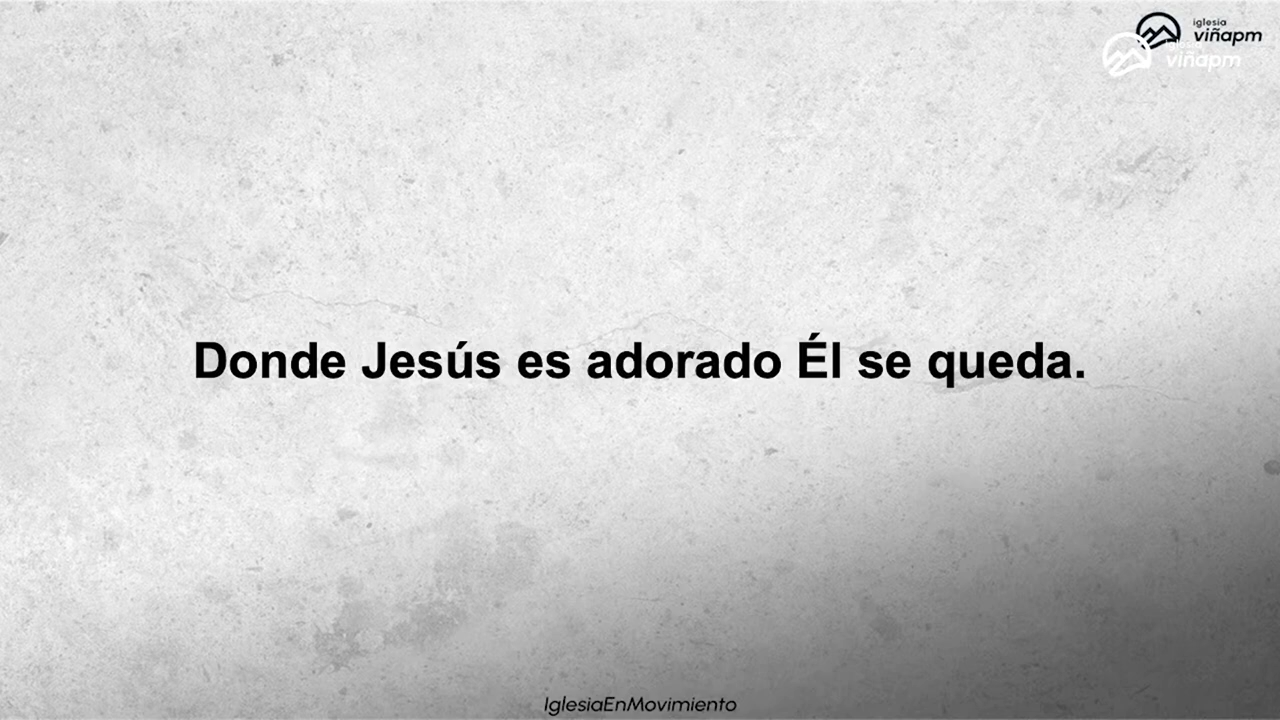 iglesia
viñapm
viñapm
Donde Jesús es adorado Él se queda.
IglesiaEnMovimiento